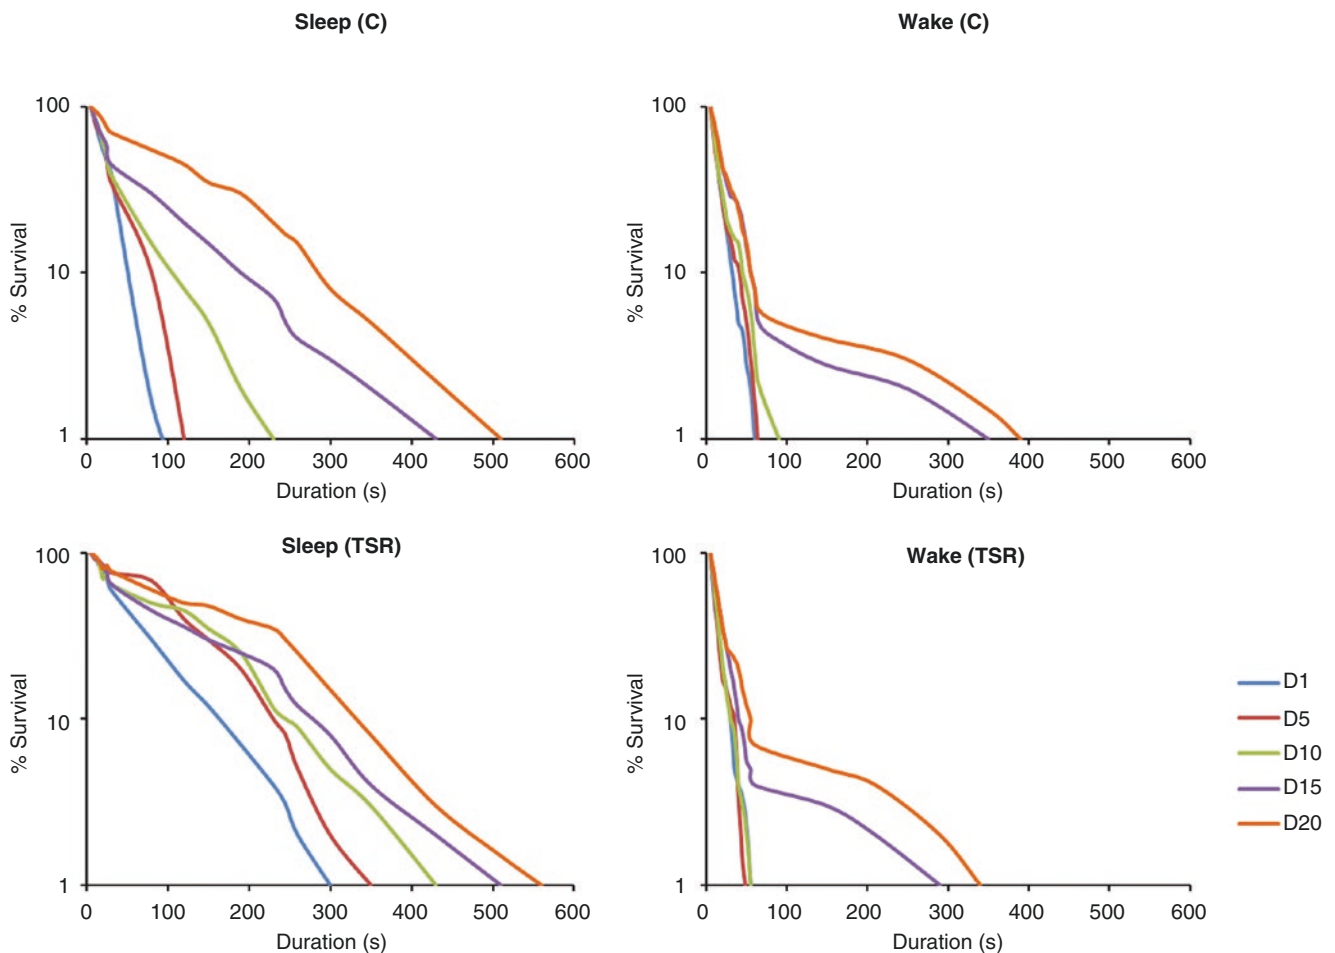 Sleep (C)
100
10
1
% Survival
0 100 200 300 400 500 600
Duration (s)
Wake (C)
100
10
1
% Survival
0 100 200 300 400 500 600
Duration (s)
Sleep (TSR)
100
10
1
% Survival
0 100 200 300 400 500 600
Duration (s)
Wake (TSR)
100
10
1
% Survival
0 100 200 300 400 500 600
Duration (s)
D1
D5
D10
D15
D20